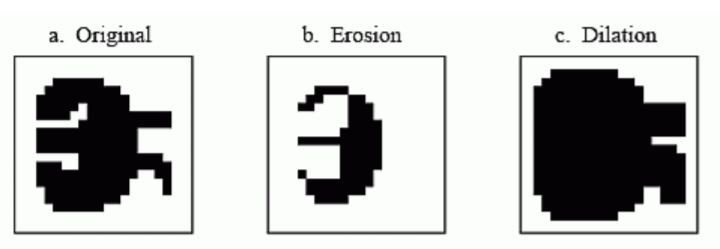 a. Original
b. Erosion
c. Dilation